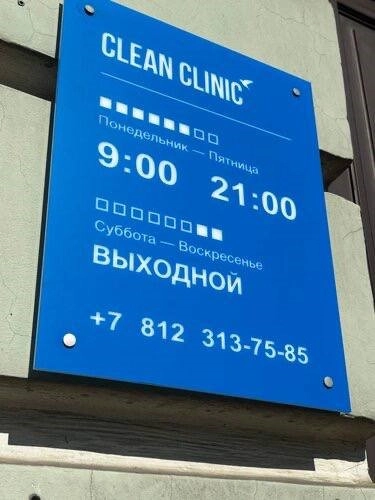 CLEAN CLINIC
Понедельник — Пятница
9:00 21:00
Суббота — Воскресенье
ВЫХОДНОЙ
+7 812 313-75-85